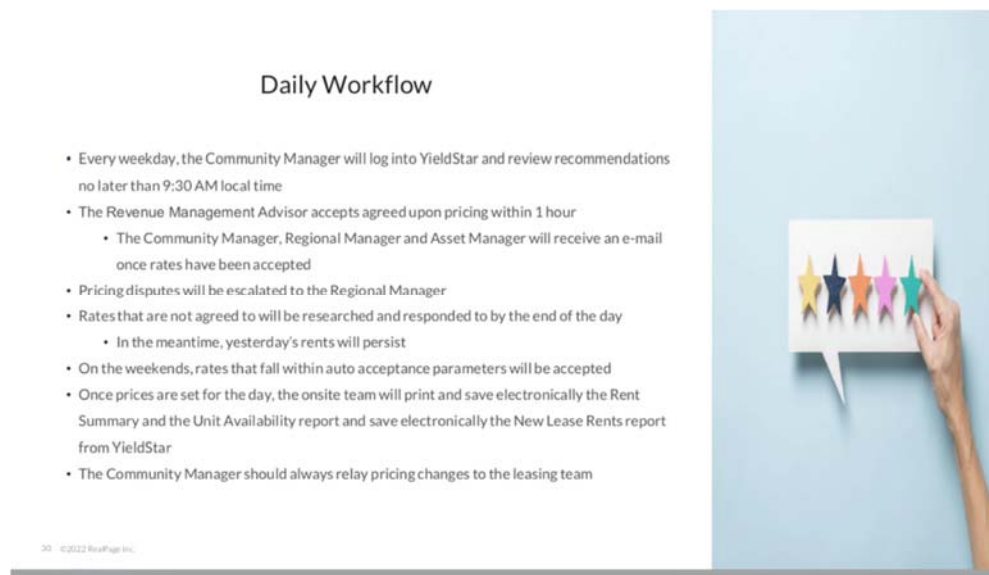 Daily Workflow
• Every weekday, the Community Manager will log into YieldStar and review recommendations
no later than 9:30 AM local time
• The Revenue Management Advisor accepts agreed upon pricing within 1 hour
• The Community Manager, Regional Manager and Asset Manager will receive an e-mail
once rates have been accepted
• Pricing disputes will be escalated to the Regional Manager
• Rates that are not agreed to will be researched and responded to by the end of the day
• In the meantime, yesterday's rents will persist
• On the weekends, rates that fall within auto acceptance parameters will be accepted
• Once prices are set for the day, the onsite team will print and save electronically the Rent
Summary and the Unit Availability report and save electronically the New Lease Rents report
from YieldStar
• The Community Manager should always relay pricing changes to the leasing team
30 ©2022 RealPage Inc.